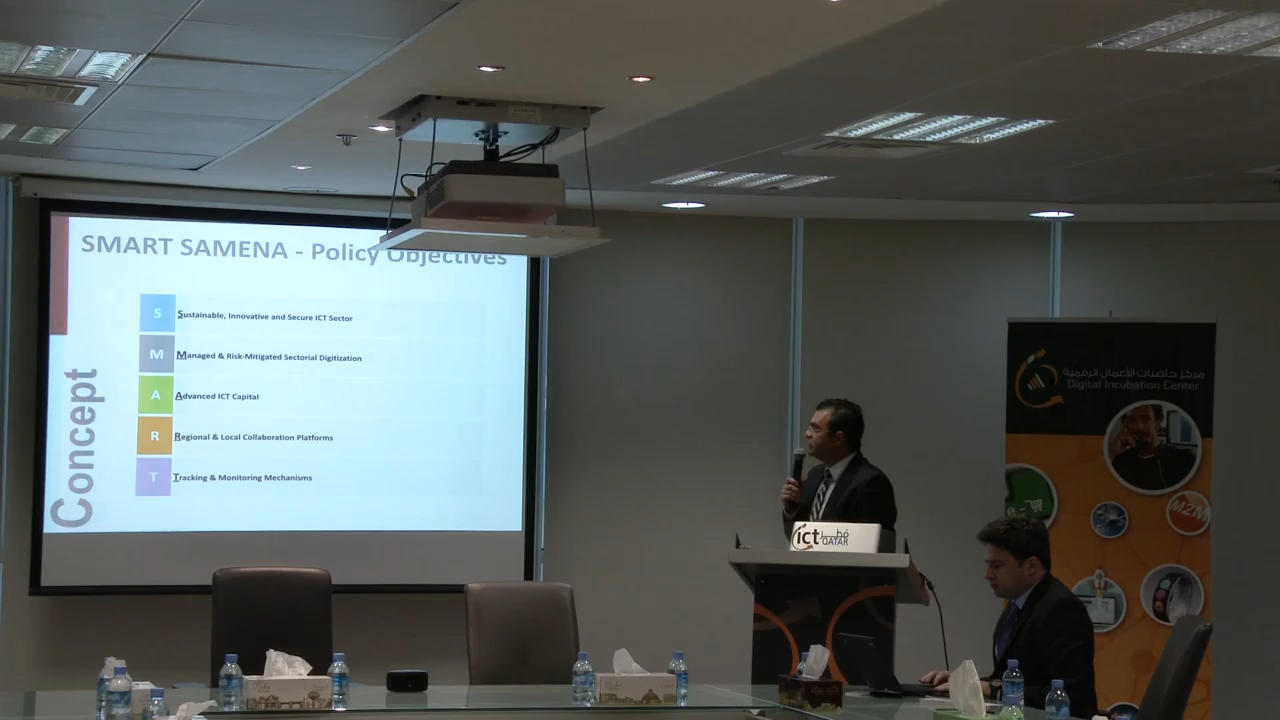 SMART SAMENA - Policy Objectives
Concept
S Sustainable, Innovative and Secure ICT Sector
M Managed & Risk-Mitigated Sectorial Digitization
A Advanced ICT Capital
R Regional & Local Collaboration Platforms
T Tracking & Monitoring Mechanisms
ict قطر
QATAR
مركز حاضنات الأعمال الرقمية
Digital Incubation Center
M2M